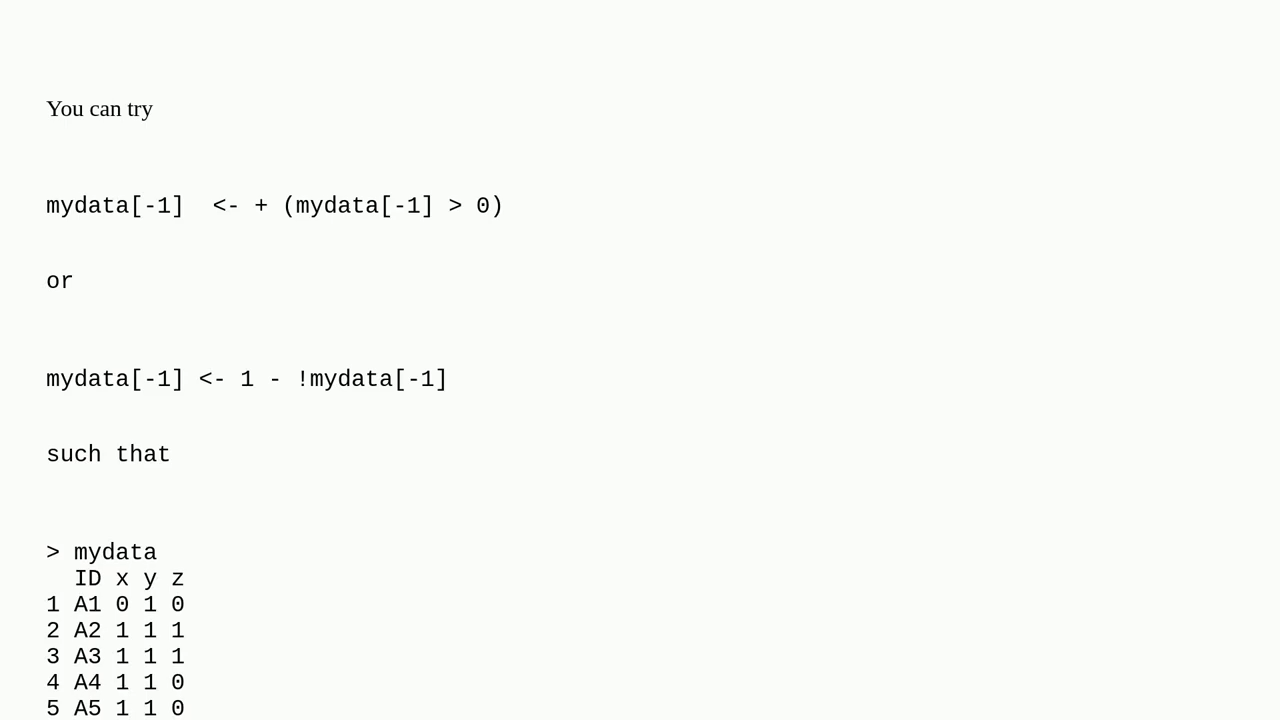 You can try
mydata[-1]  <- + (mydata[-1] > 0)
or
mydata[-1] <- 1 - !mydata[-1]
such that
> mydata
  ID x y z
1 A1 0 1 0
2 A2 1 1 1
3 A3 1 1 1
4 A4 1 1 0
5 A5 1 1 0